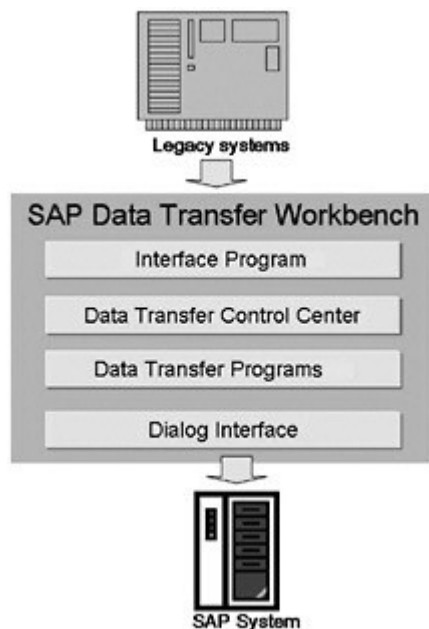 Legacy systems
SAP Data Transfer Workbench
Interface Program
Data Transfer Control Center
Data Transfer Programs
Dialog Interface
SAP System